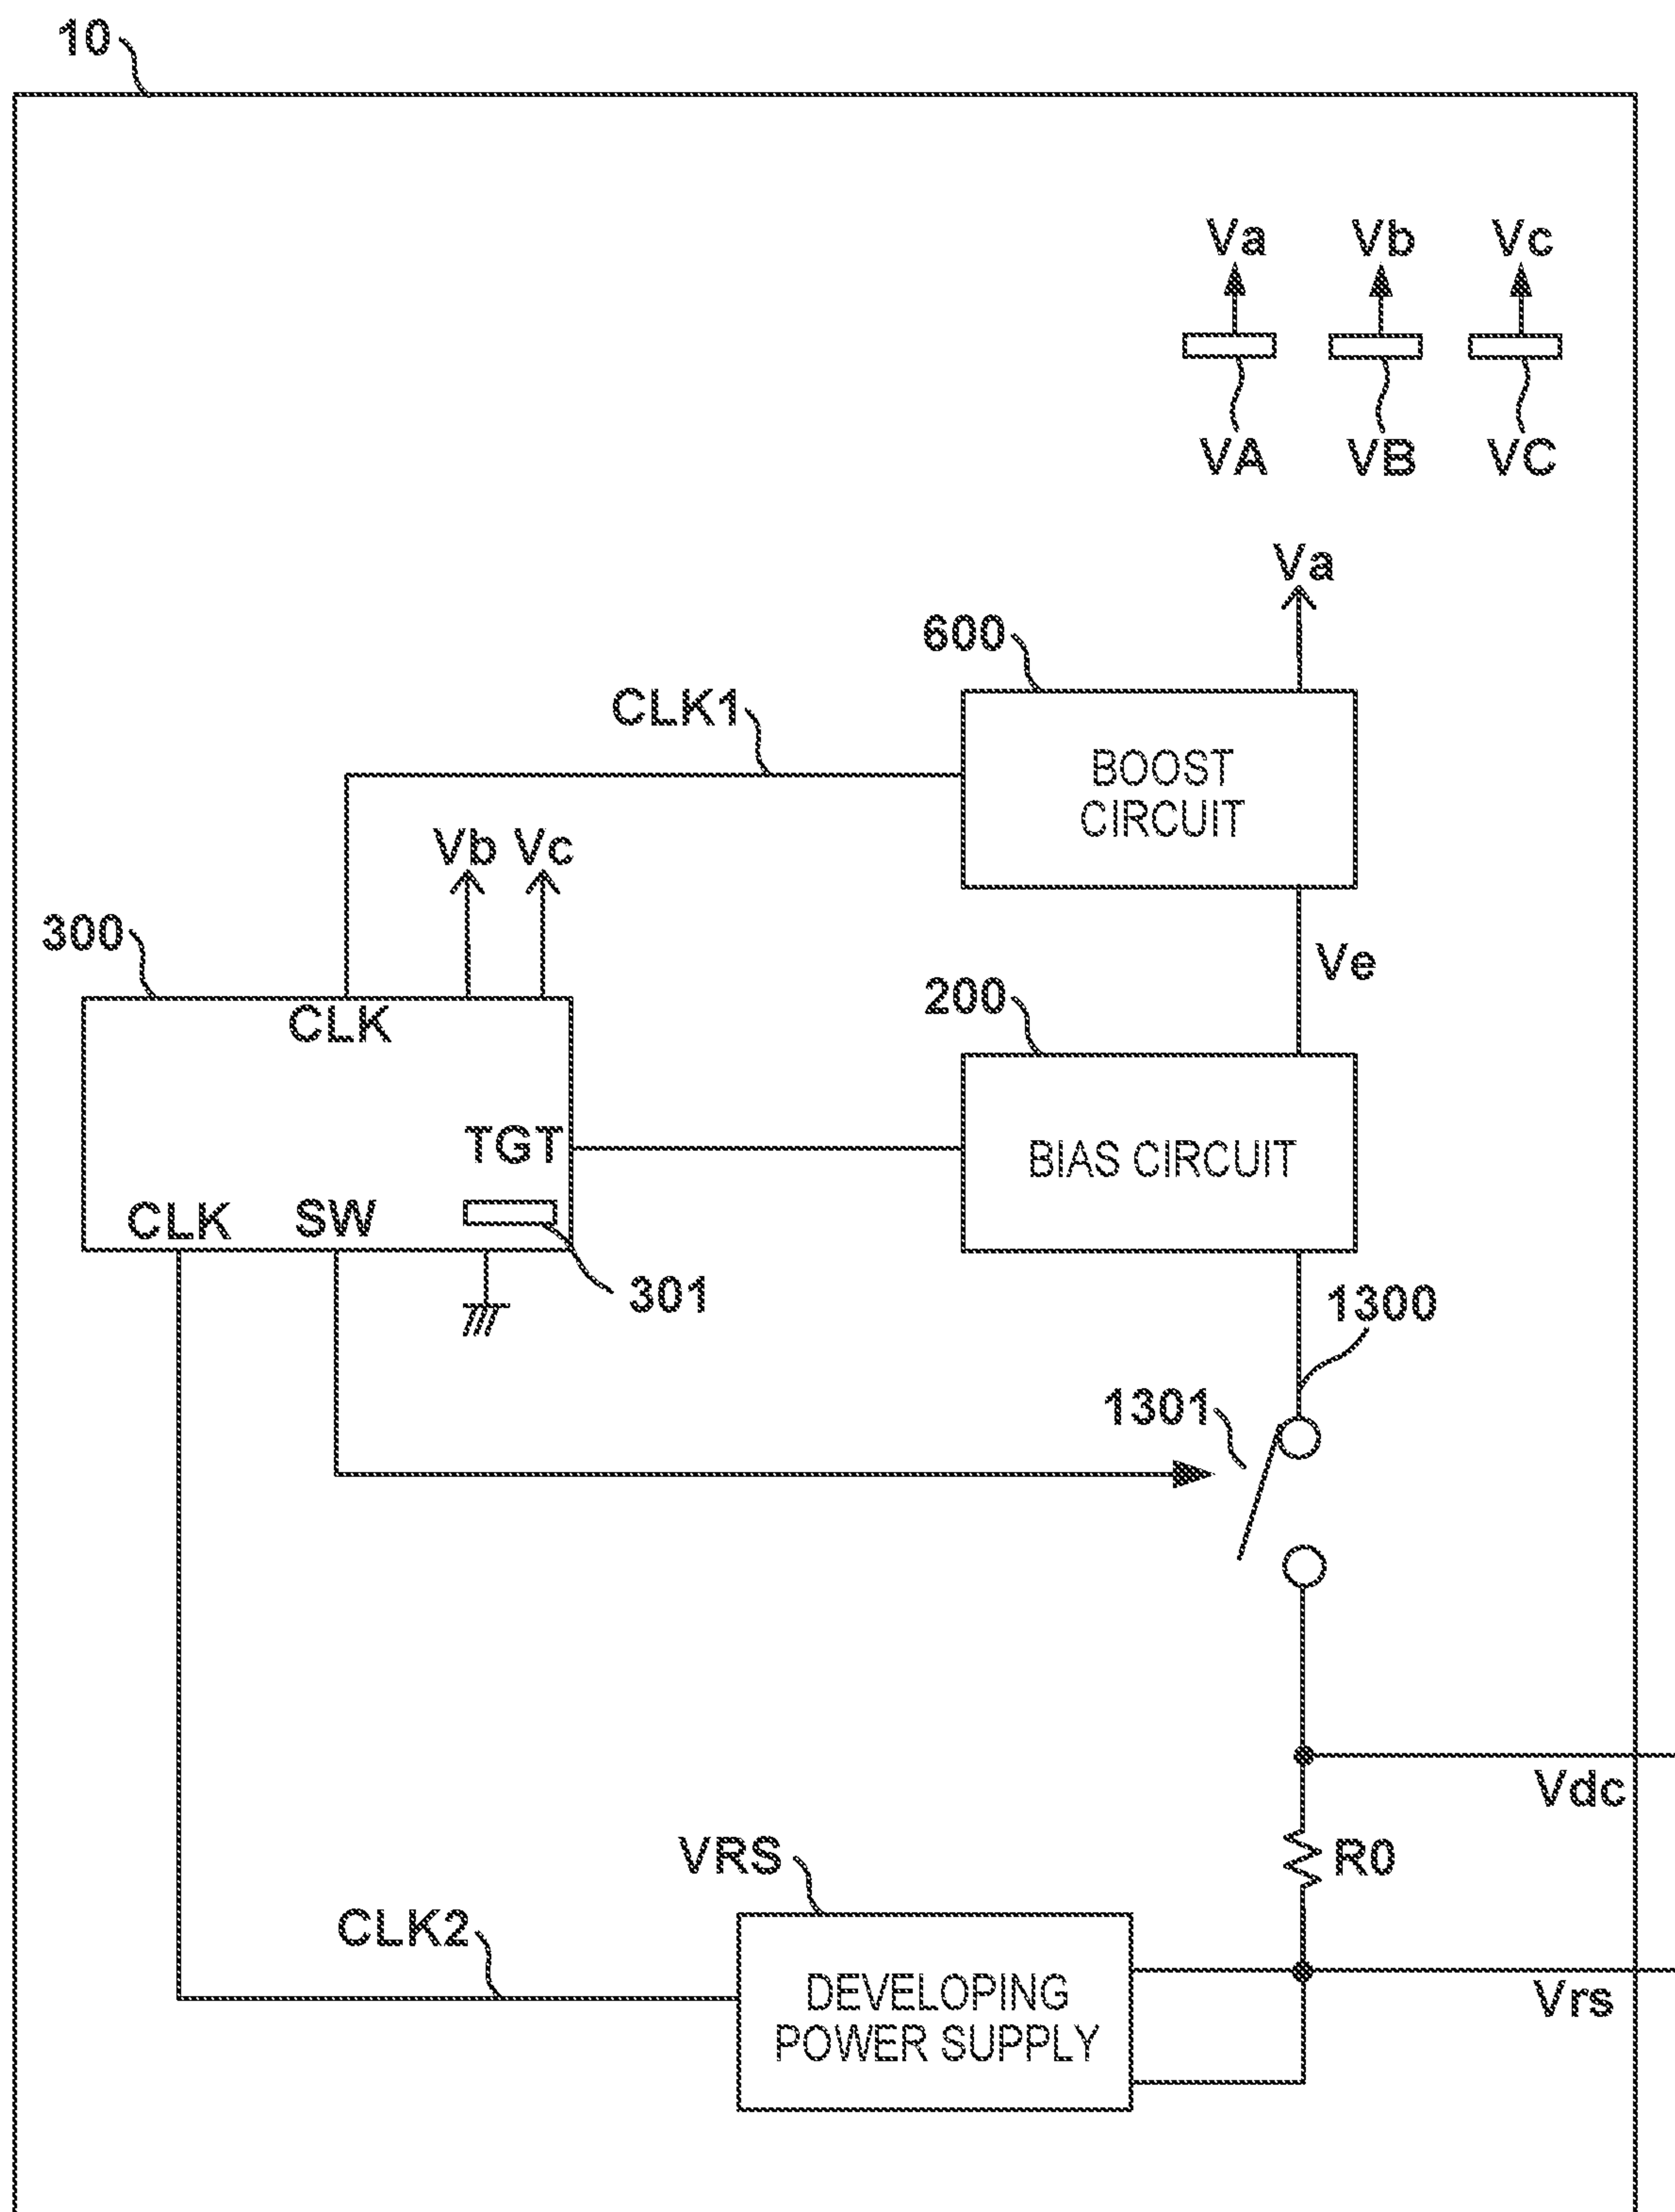 10
Va Vb Vc
VA VB VC
Va
600
CLK1
BOOST
CIRCUIT
Vb Vc
300
Ve
200
CLK
TGT
BIAS CIRCUIT
CLK SW
301
1300
1301
Vdc
VRS
R0
CLK2
DEVELOPING
POWER SUPPLY
Vrs